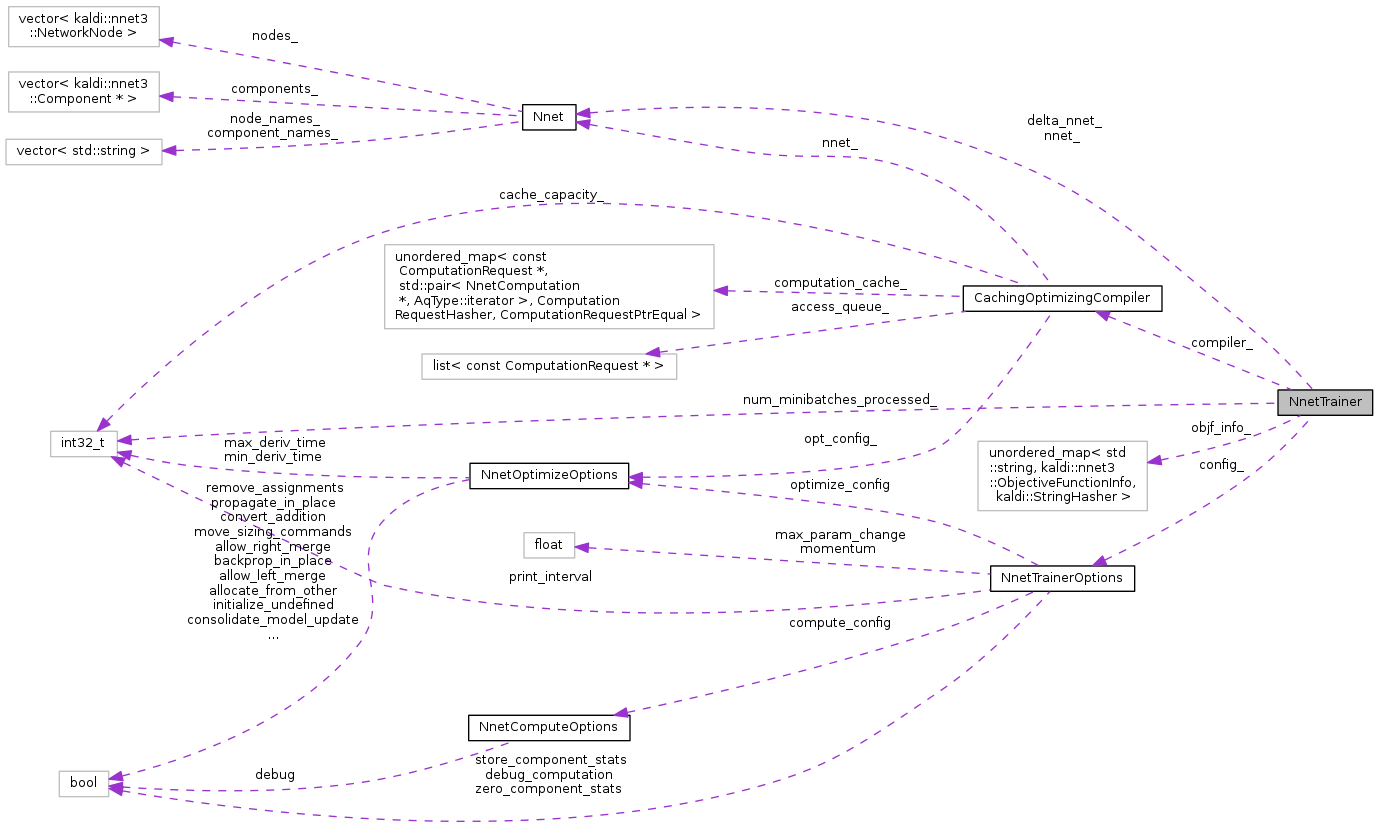 vector< kaldi::nnet3
::NetworkNode >
nodes_
vector< kaldi::nnet3
::Component * >
components_
node_names_
component_names_
vector< std::string >
Nnet
delta_nnet_
nnet_
nnet_
cache_capacity_
unordered_map< const
ComputationRequest *,
std::pair< NnetComputation
*, AqType::iterator >, Computation
RequestHasher, ComputationRequestPtrEqual >
computation_cache_
access_queue_
CachingOptimizingCompiler
list< const ComputationRequest * >
compiler_
num_minibatches_processed_
NnetTrainer
int32_t
max_deriv_time
min_deriv_time
opt_config_
objf_info_
unordered_map< std
::string, kaldi::nnet3
::ObjectiveFunctionInfo,
kaldi::StringHasher >
config_
NnetOptimizeOptions
optimize_config
remove_assignments
propagate_in_place
convert_addition
move_sizing_commands
allow_right_merge
backprop_in_place
allow_left_merge
allocate_from_other
initialize_undefined
consolidate_model_update
...
float
max_param_change
momentum
print_interval
NnetTrainerOptions
compute_config
NnetComputeOptions
bool
debug
store_component_stats
debug_computation
zero_component_stats